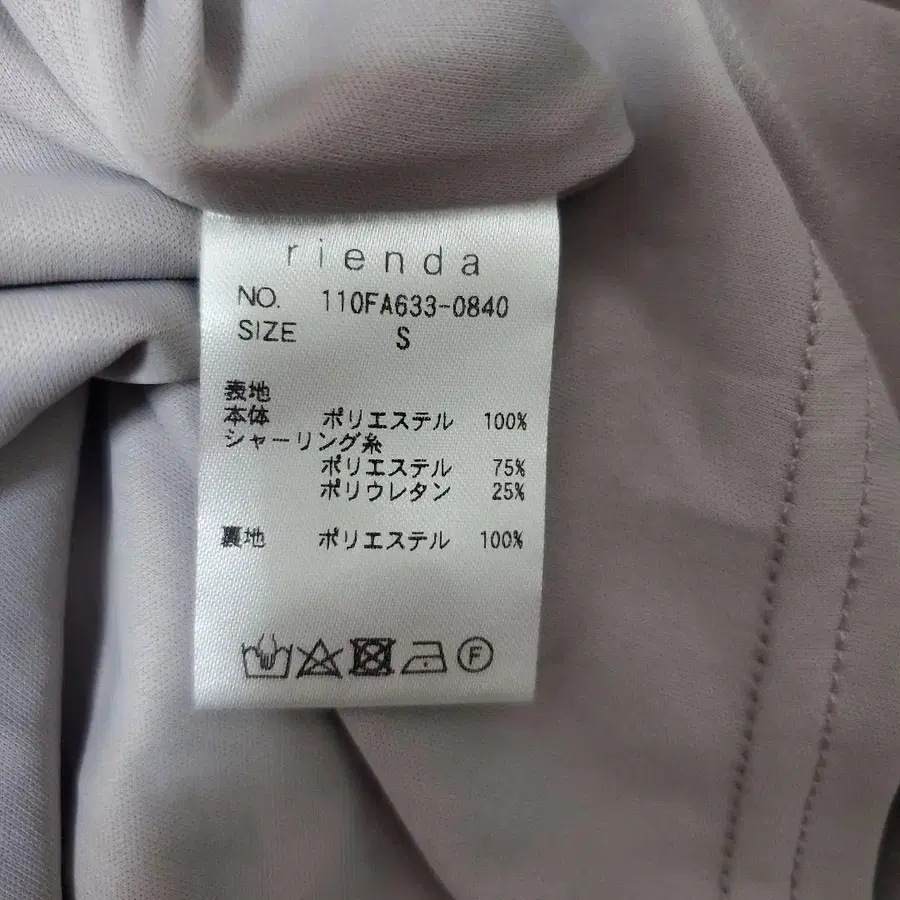 rienda
NO. 110FA633-0840
SIZE S
表地
本体 ポリエステル 100%
シャーリング糸
ポリエステル 75%
ポリウレタン 25%
裏地 ポリエステル 100%
F